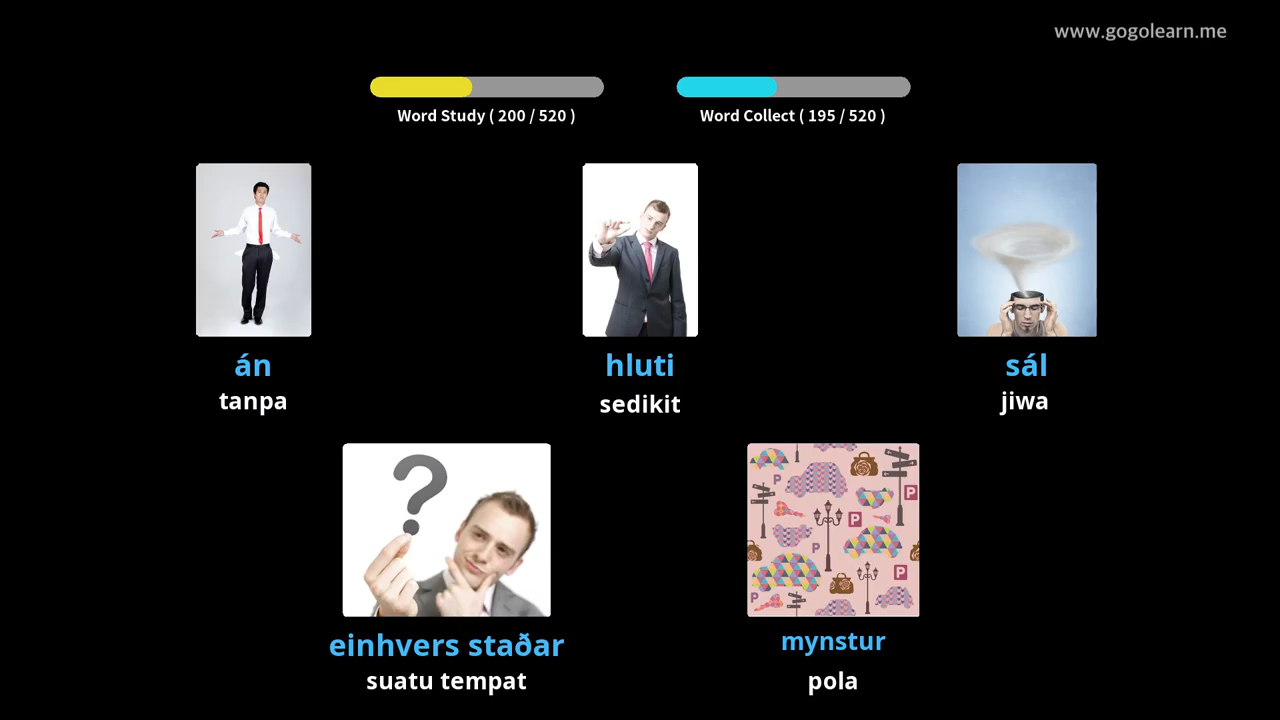 www.gogolearn.me
Word Study ( 200 / 520 )
Word Collect ( 195 / 520 )
án
tanpa
hluti
sedikit
sál
jiwa
einhvers staðar
suatu tempat
mynstur
pola
P
P
P
P
P
P